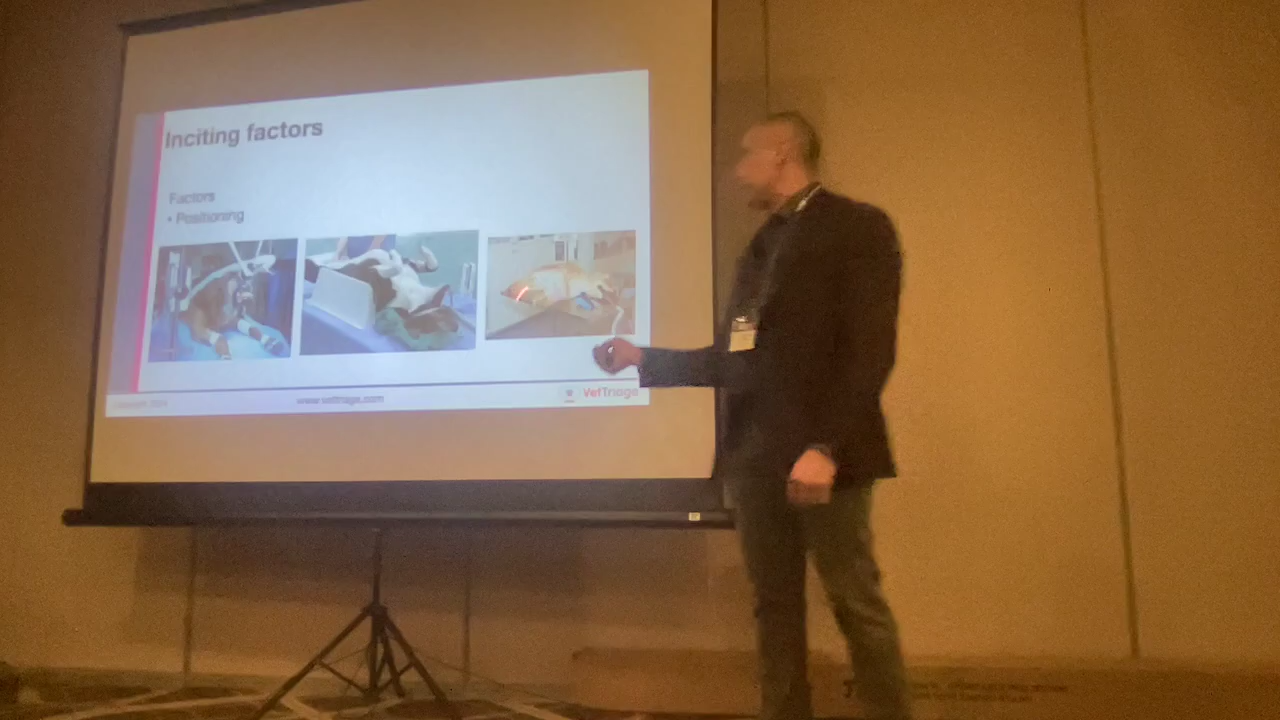 Inciting factors
Factors
• Positioning
www.vettriage.com
VetTriage